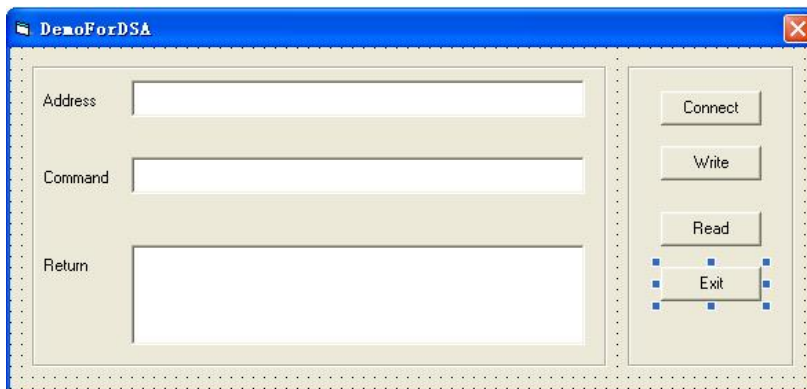 DemoForDSA
Address
Command
Return
Connect
Write
Read
Exit